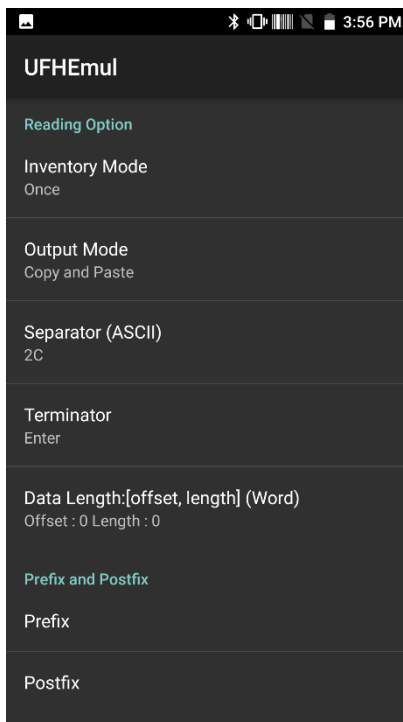 3:56 PM
UFHEmul
Reading Option
Inventory Mode
Once
Output Mode
Copy and Paste
Separator (ASCII)
2C
Terminator
Enter
Data Length:[offset, length] (Word)
Offset : 0 Length : 0
Prefix and Postfix
Prefix
Postfix